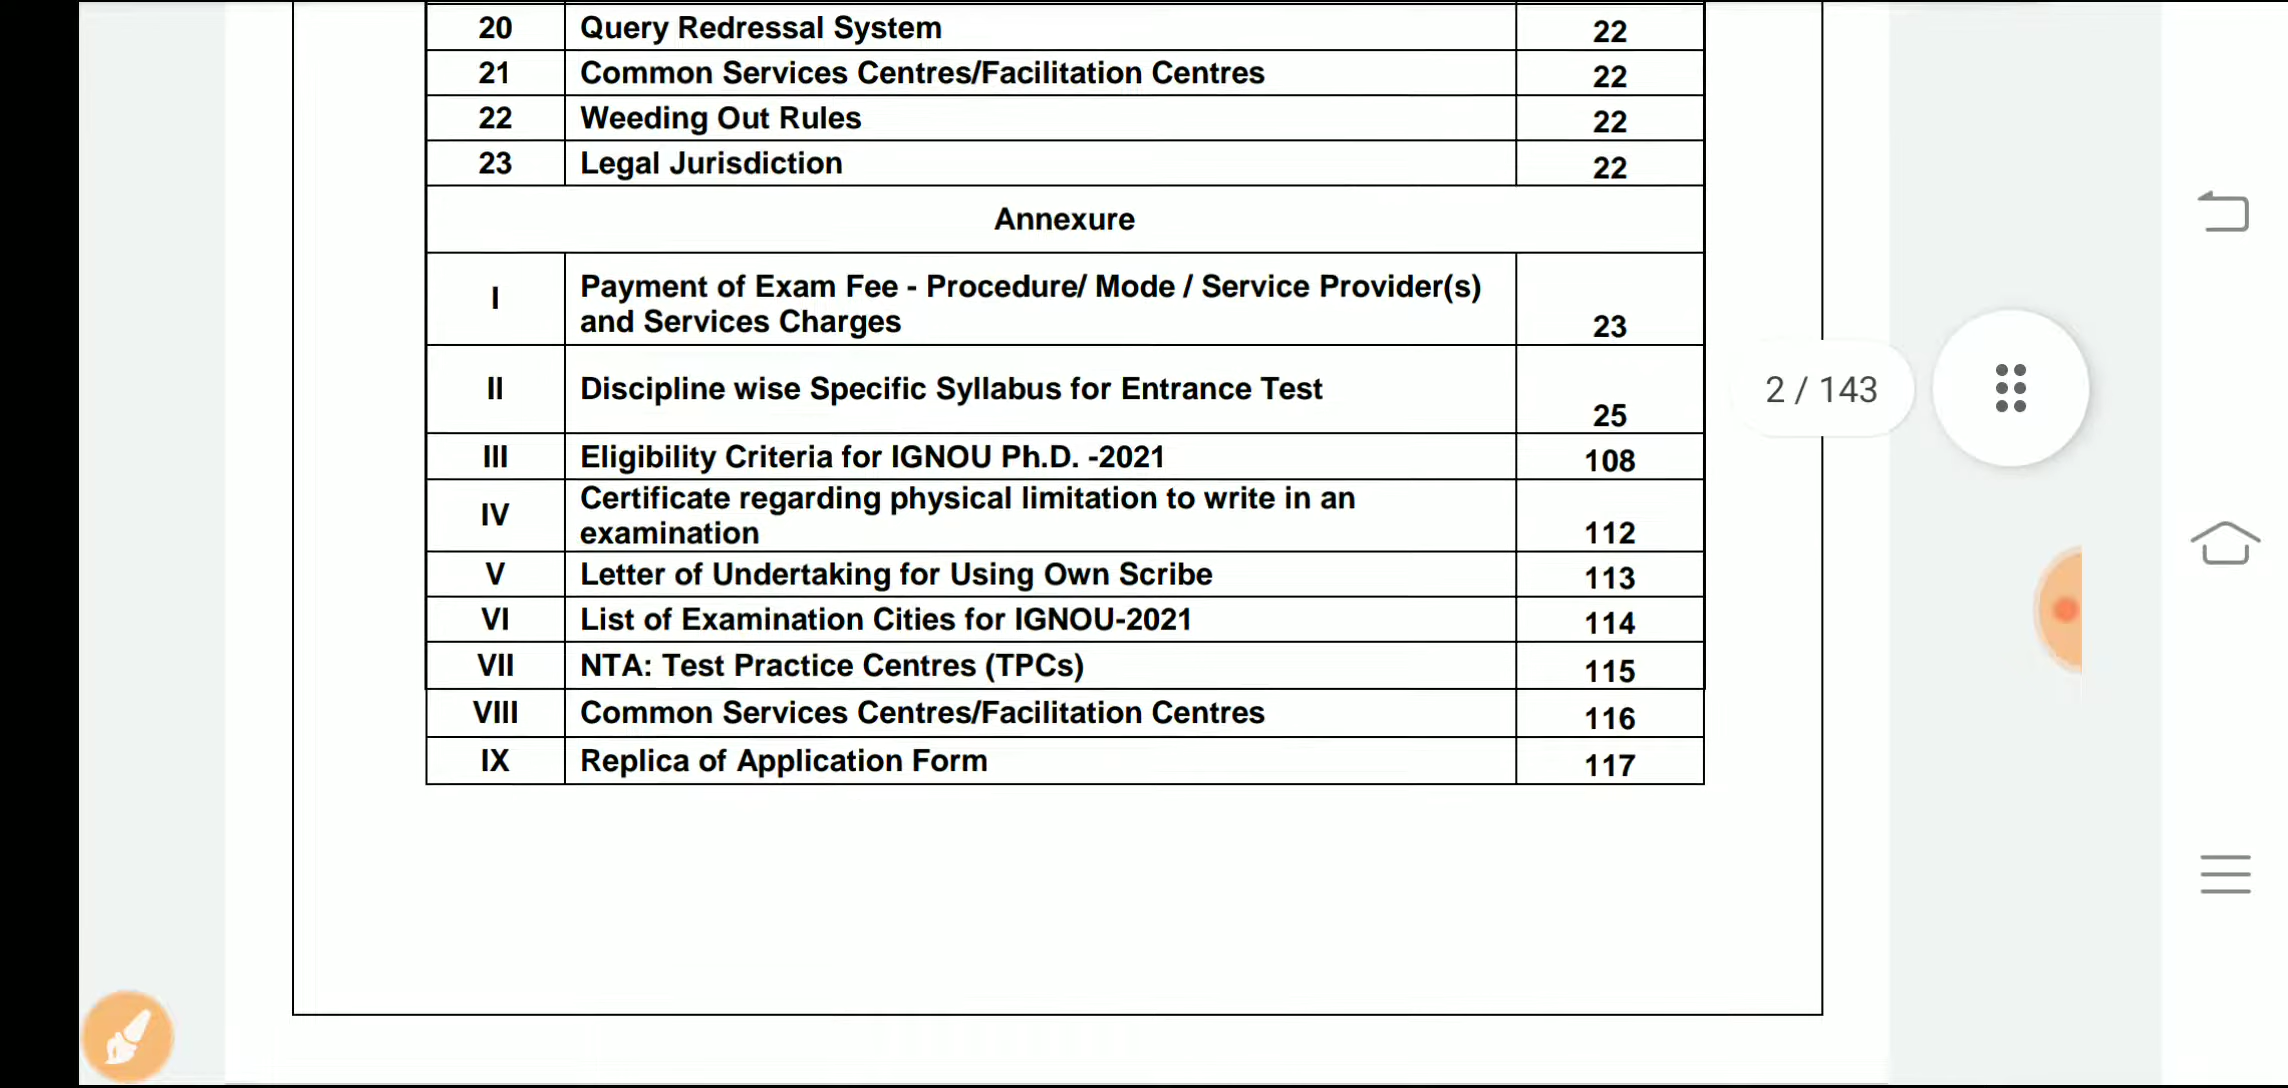 20 Query Redressal System 22
21 Common Services Centres/Facilitation Centres 22
22 Weeding Out Rules 22
23 Legal Jurisdiction 22
Annexure
I Payment of Exam Fee - Procedure/ Mode / Service Provider(s)
and Services Charges 23
II Discipline wise Specific Syllabus for Entrance Test 25
III Eligibility Criteria for IGNOU Ph.D. -2021 108
IV Certificate regarding physical limitation to write in an
examination 112
V Letter of Undertaking for Using Own Scribe 113
VI List of Examination Cities for IGNOU-2021 114
VII NTA: Test Practice Centres (TPCs) 115
VIII Common Services Centres/Facilitation Centres 116
IX Replica of Application Form 117
2 / 143